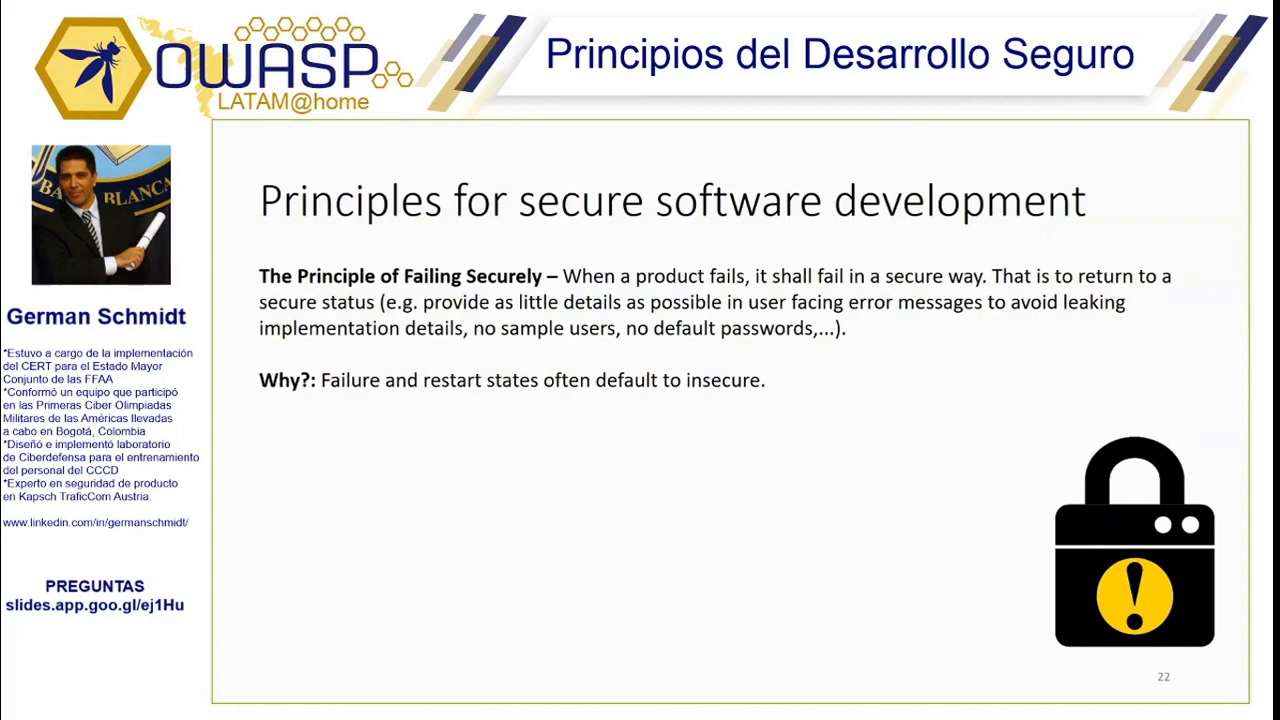 OWASP
LATAM@home
Principios del Desarrollo Seguro
BA BLANCA
German Schmidt
*Estuvo a cargo de la implementación
del CERT para el Estado Mayor
Conjunto de las FFAA
*Conformó un equipo que participó
en las Primeras Ciber Olimpiadas
Militares de las Américas llevadas
a cabo en Bogotá, Colombia
*Diseñó e implementó laboratorio
de Ciberdefensa para el entrenamiento
del personal del CCCD
*Experto en seguridad de producto
en Kapsch TraficCom Austria.
www.linkedin.com/in/germanschmidt/
PREGUNTAS
slides.app.goo.gl/ej1Hu
Principles for secure software development
The Principle of Failing Securely – When a product fails, it shall fail in a secure way. That is to return to a
secure status (e.g. provide as little details as possible in user facing error messages to avoid leaking
implementation details, no sample users, no default passwords,...).
Why?: Failure and restart states often default to insecure.
!
22